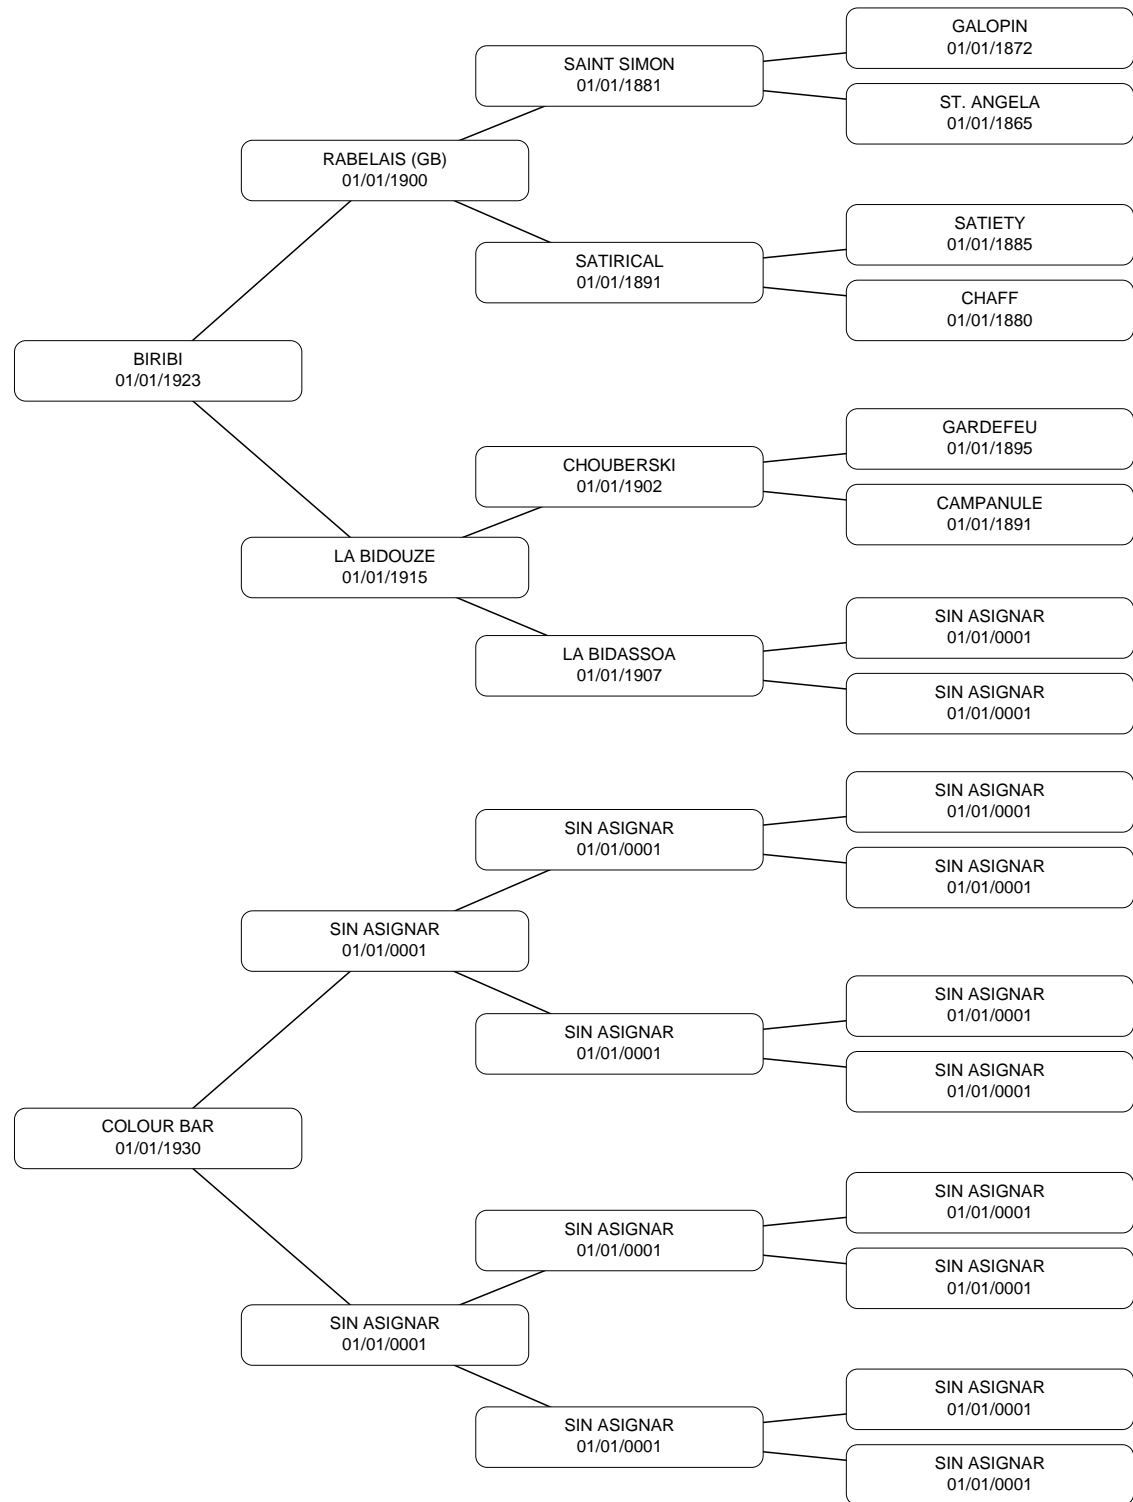 GALOPIN
01/01/1872
SAINT SIMON
01/01/1881
ST. ANGELA
01/01/1865
RABELAIS (GB)
01/01/1900
SATIETY
01/01/1885
SATIRICAL
01/01/1891
CHAFF
01/01/1880
BIRIBI
01/01/1923
GARDEFEU
01/01/1895
CHOUBERSKI
01/01/1902
CAMPANULE
01/01/1891
LA BIDOUZE
01/01/1915
SIN ASIGNAR
01/01/0001
LA BIDASSOA
01/01/1907
SIN ASIGNAR
01/01/0001
SIN ASIGNAR
01/01/0001
SIN ASIGNAR
01/01/0001
SIN ASIGNAR
01/01/0001
SIN ASIGNAR
01/01/0001
SIN ASIGNAR
01/01/0001
SIN ASIGNAR
01/01/0001
SIN ASIGNAR
01/01/0001
COLOUR BAR
01/01/1930
SIN ASIGNAR
01/01/0001
SIN ASIGNAR
01/01/0001
SIN ASIGNAR
01/01/0001
SIN ASIGNAR
01/01/0001
SIN ASIGNAR
01/01/0001
SIN ASIGNAR
01/01/0001
SIN ASIGNAR
01/01/0001